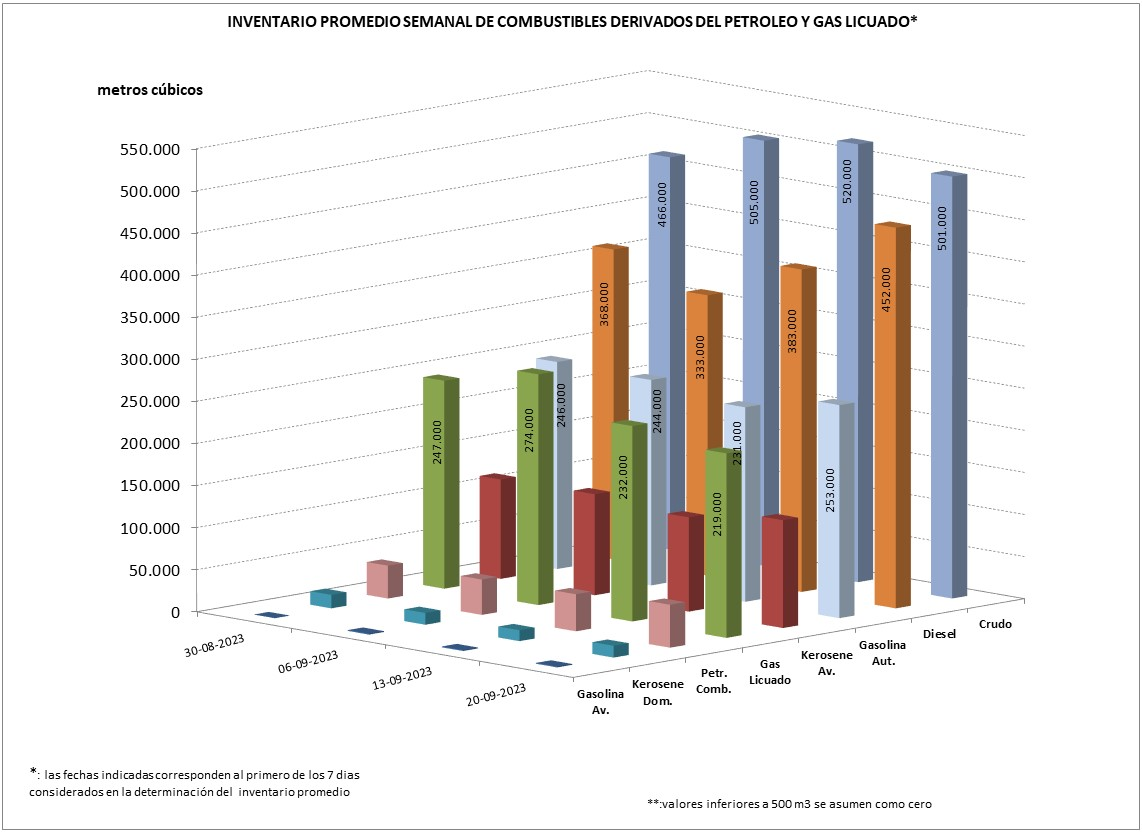 INVENTARIO PROMEDIO SEMANAL DE COMBUSTIBLES DERIVADOS DEL PETROLEO Y GAS LICUADO*
metros cúbicos
550.000
500.000
450.000
400.000
350.000
300.000
250.000
200.000
150.000
100.000
50.000
0
466.000
505.000
520.000
501.000
368.000
333.000
383.000
452.000
246.000
244.000
231.000
253.000
247.000
274.000
232.000
219.000
30-08-2023
06-09-2023
13-09-2023
20-09-2023
Gasolina
Av.
Kerosene
Dom.
Petr.
Comb.
Gas
Licuado
Kerosene
Av.
Gasolina
Aut.
Diesel
Crudo
*: las fechas indicadas corresponden al primero de los 7 dias
considerados en la determinación del inventario promedio
**:valores inferiores a 500 m3 se asumen como cero